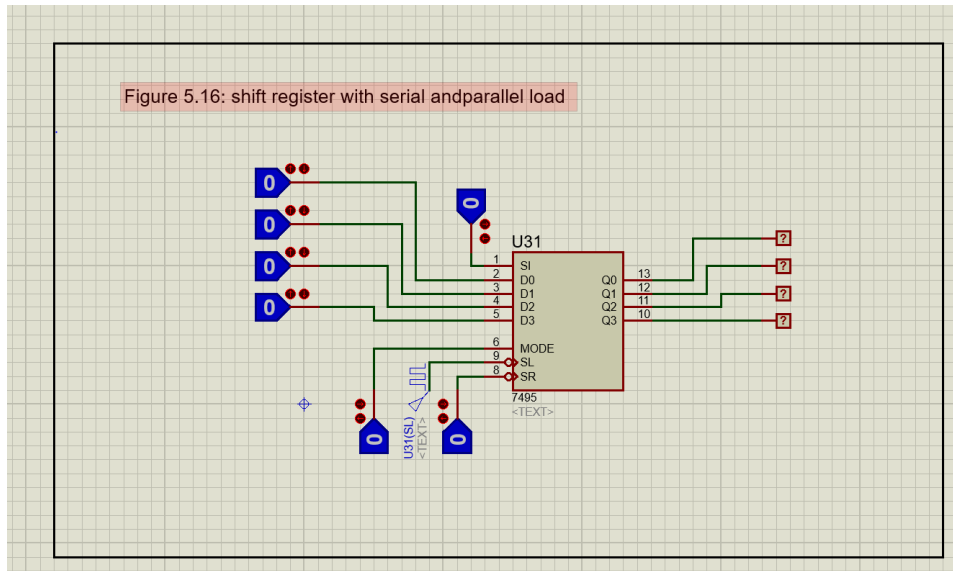 Figure 5.16: shift register with serial andparallel load
0
0
0
0
0
U31
1 SI
2 D0
3 D1
4 D2
5 D3
6 MODE
9 SL
8 SR
Q0 13
Q1 12
Q2 11
Q3 10
?
?
?
?
7495
<TEXT>
0
U31(SL)
<TEXT>
0